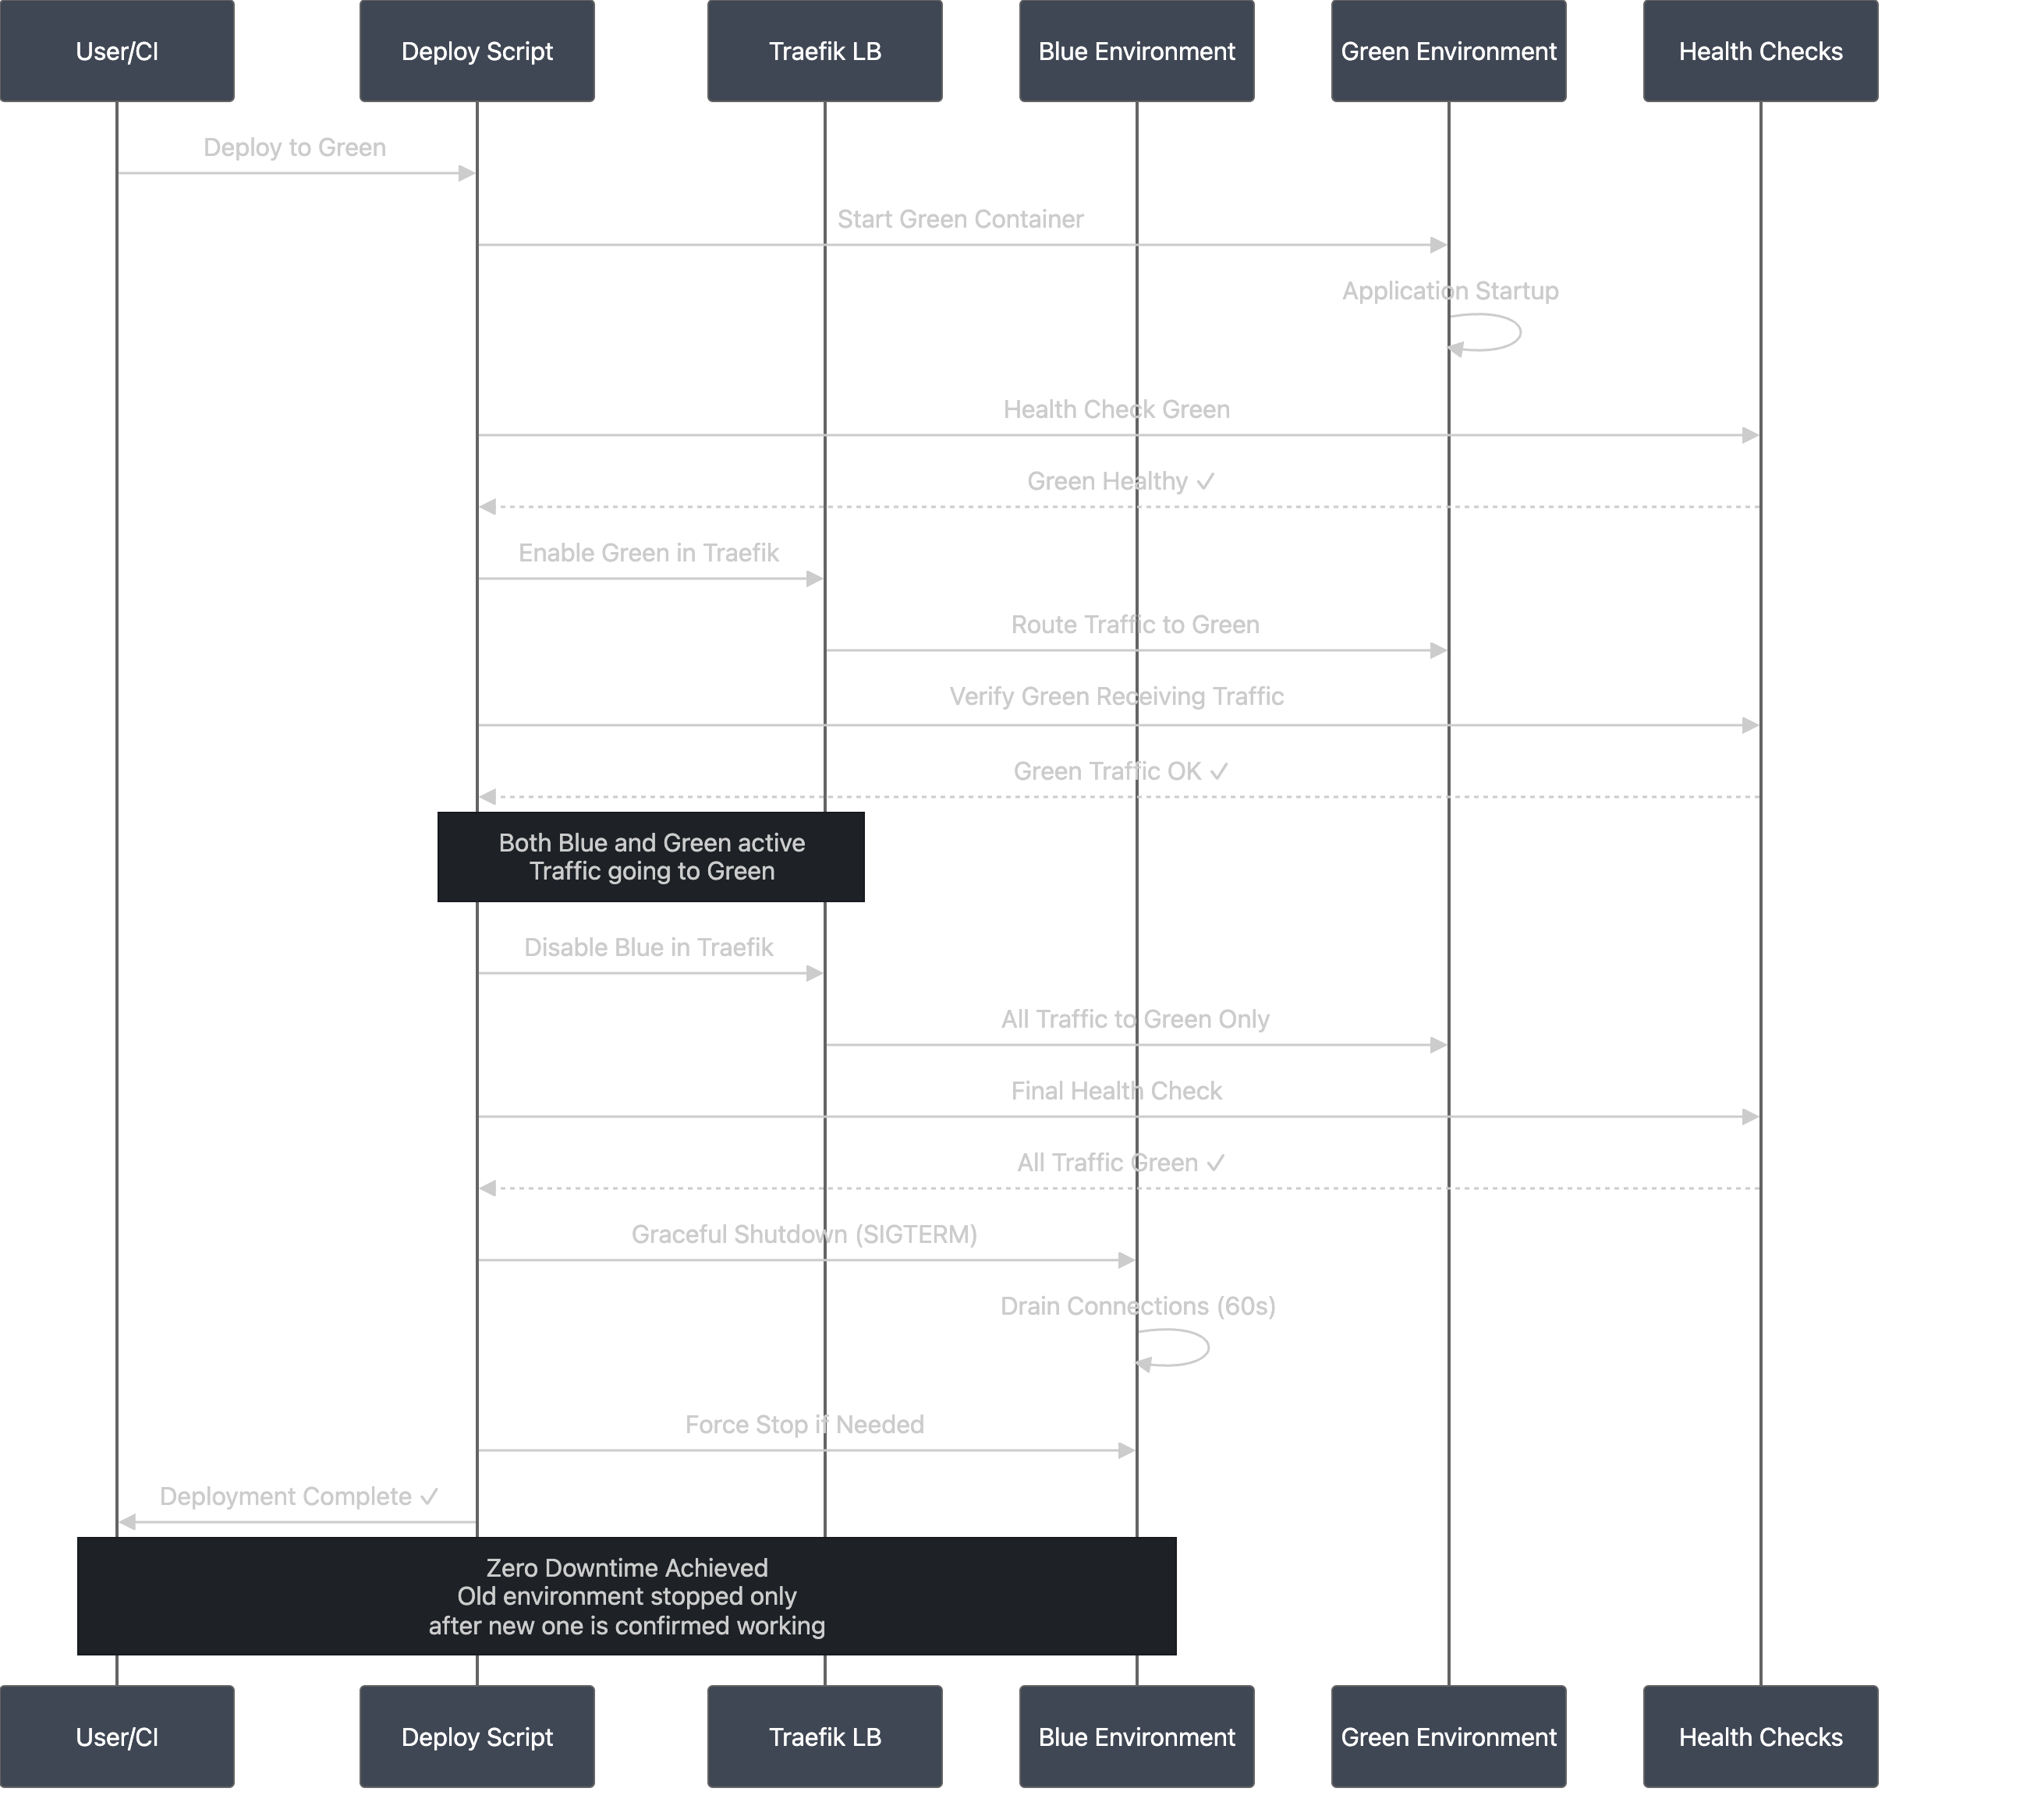 User/CI
Deploy Script
Traefik LB
Blue Environment
Green Environment
Health Checks
Deploy to Green
Start Green Container
Application Startup
Health Check Green
Green Healthy ✓
Enable Green in Traefik
Route Traffic to Green
Verify Green Receiving Traffic
Green Traffic OK ✓
Both Blue and Green active
Traffic going to Green
Disable Blue in Traefik
All Traffic to Green Only
Final Health Check
All Traffic Green ✓
Graceful Shutdown (SIGTERM)
Drain Connections (60s)
Force Stop if Needed
Deployment Complete ✓
Zero Downtime Achieved
Old environment stopped only
after new one is confirmed working
User/CI
Deploy Script
Traefik LB
Blue Environment
Green Environment
Health Checks